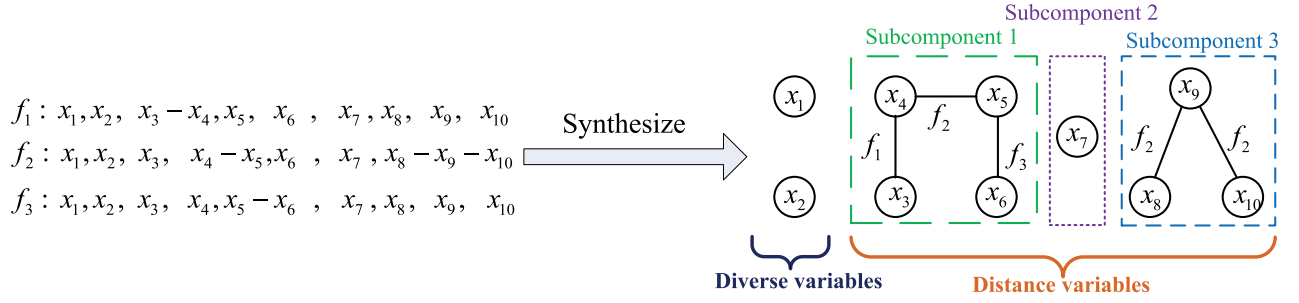 Subcomponent 2
Subcomponent 1
Subcomponent 3
f₁ : x₁, x₂, x₃ − x₄, x₅, x₆ , x₇, x₈, x₉, x₁₀
f₂ : x₁, x₂, x₃, x₄ − x₅, x₆ , x₇ , x₈ − x₉ − x₁₀
f₃ : x₁, x₂, x₃, x₄, x₅ − x₆ , x₇ , x₈, x₉, x₁₀
Synthesize
x₁
x₂
x₄ f₂ x₅
f₁ f₃
x₃ x₆
x₇
x₉
f₂ f₂
x₈ x₁₀
Diverse variables
Distance variables